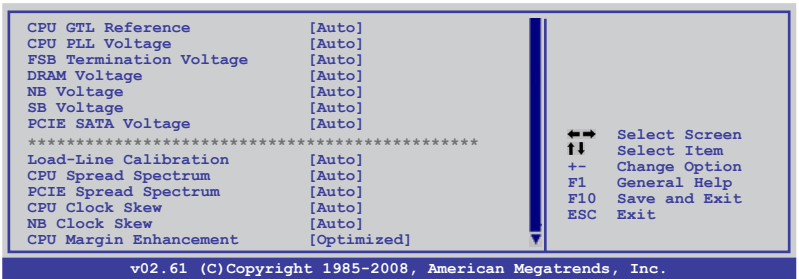 CPU GTL Reference [Auto]
CPU PLL Voltage [Auto]
FSB Termination Voltage [Auto]
DRAM Voltage [Auto]
NB Voltage [Auto]
SB Voltage [Auto]
PCIE SATA Voltage [Auto]
***********************************************
Load-Line Calibration [Auto]
CPU Spread Spectrum [Auto]
PCIE Spread Spectrum [Auto]
CPU Clock Skew [Auto]
NB Clock Skew [Auto]
CPU Margin Enhancement [Optimized]
←→ Select Screen
↑↓ Select Item
+- Change Option
F1 General Help
F10 Save and Exit
ESC Exit
v02.61 (C)Copyright 1985-2008, American Megatrends, Inc.